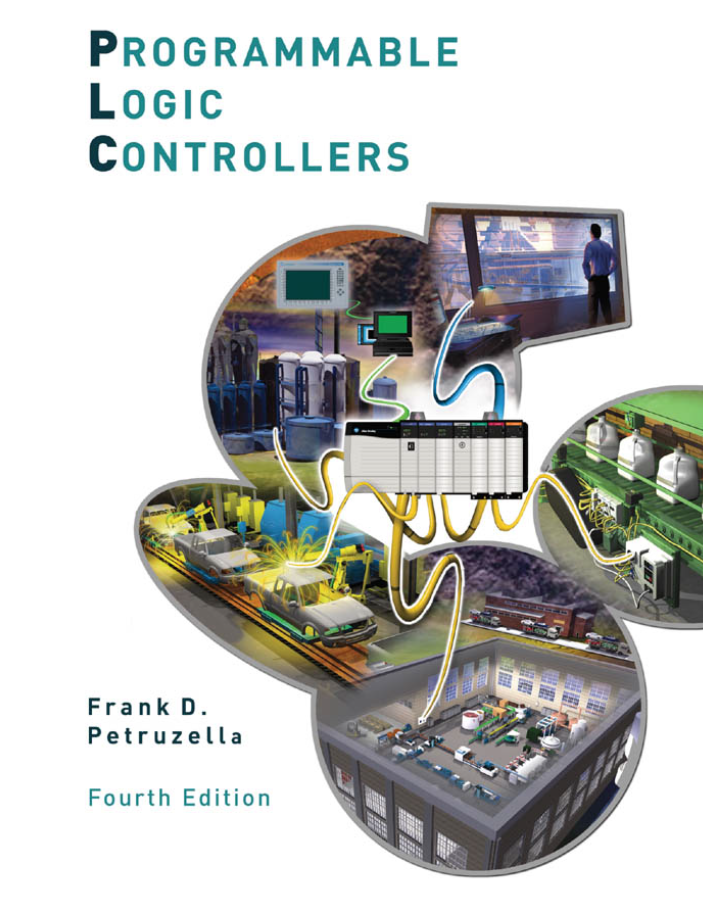 PROGRAMMABLE
LOGIC
CONTROLLERS
Frank D.
Petruzella
Fourth Edition